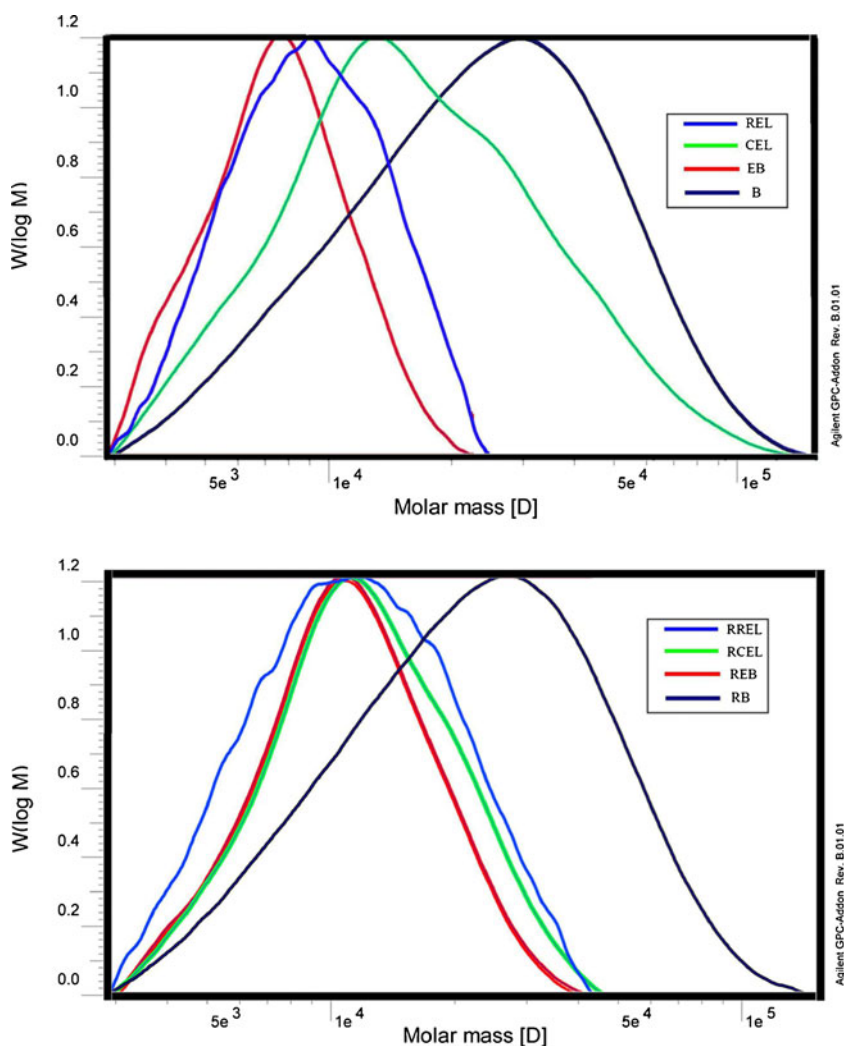 1.2
1.0
0.8
0.6
0.4
0.2
0.0
W(log M)
REL
CEL
EB
B
5e 3
1e 4
5e 4
1e 5
Molar mass [D]
Agilent GPC-Addon Rev. B.01.01
1.2
1.0
0.8
0.6
0.4
0.2
0.0
W(log M)
RREL
RCEL
REB
RB
5e 3
1e 4
5e 4
1e 5
Molar mass [D]
Agilent GPC-Addon Rev. B.01.01